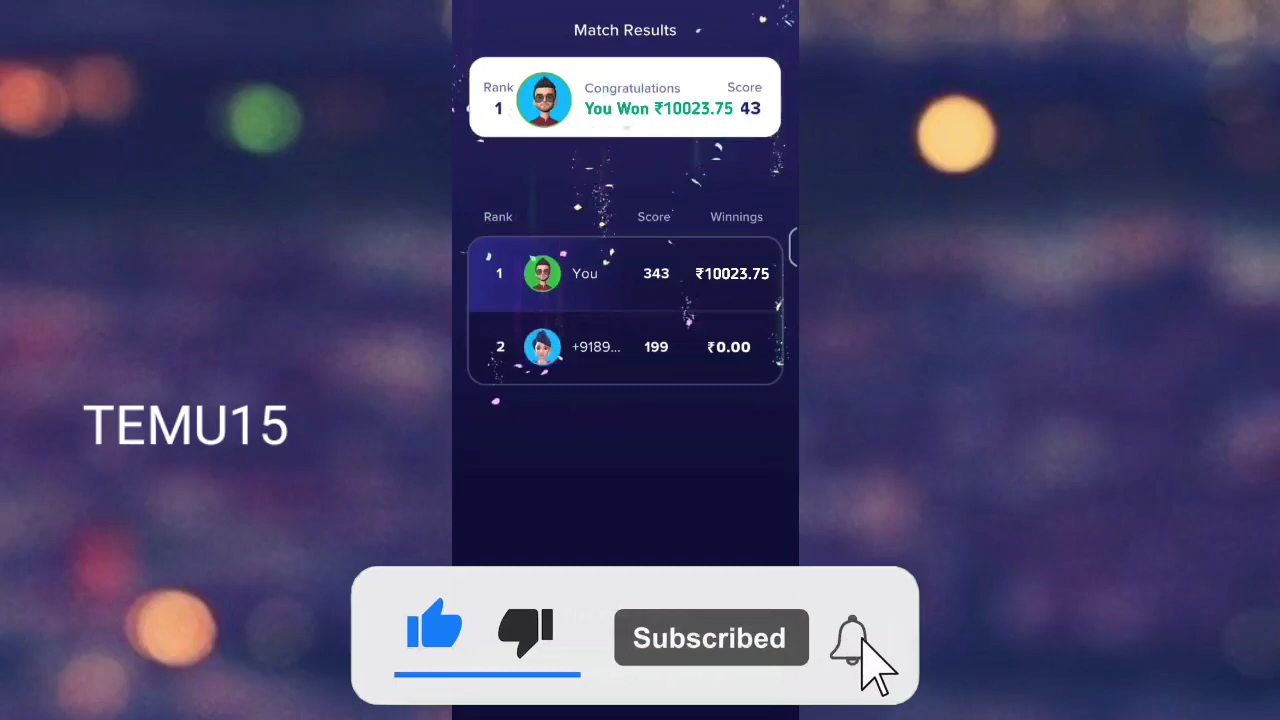 Match Results
Rank Congratulations Score
1 You Won ₹10023.75 43
Rank Score Winnings
1 You 343 ₹10023.75
2 +9189... 199 ₹0.00
TEMU15
Subscribed